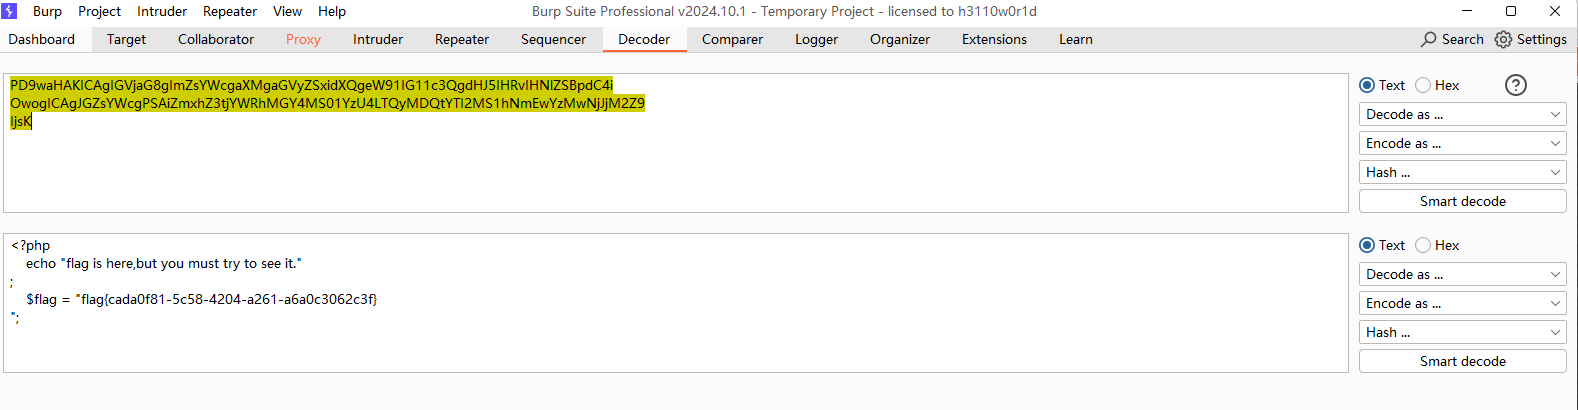 Burp Project Intruder Repeater View Help Burp Suite Professional v2024.10.1 - Temporary Project - licensed to h3110w0r1d
Dashboard Target Collaborator Proxy Intruder Repeater Sequencer Decoder Comparer Logger Organizer Extensions Learn Search Settings
PD9waHAKICAgIGVjaG8gImZsYWcgaXMgaGVyZSxidXQgeW91IG11c3QgdHJ5IHRvIHNlZSBpdC4i
OwogICAgJGZsYWcgPSAiZmxhZ3tjYWRhMGY4MS01YzU4LTQyMDQtYTI2MS1hNmEwYzMwNjJjM2Z9
IjsK
Text Hex
Decode as ...
Encode as ...
Hash ...
Smart decode
<?php
echo "flag is here,but you must try to see it."
;
$flag = "flag{cada0f81-5c58-4204-a261-a6a0c3062c3f}
";
Text Hex
Decode as ...
Encode as ...
Hash ...
Smart decode